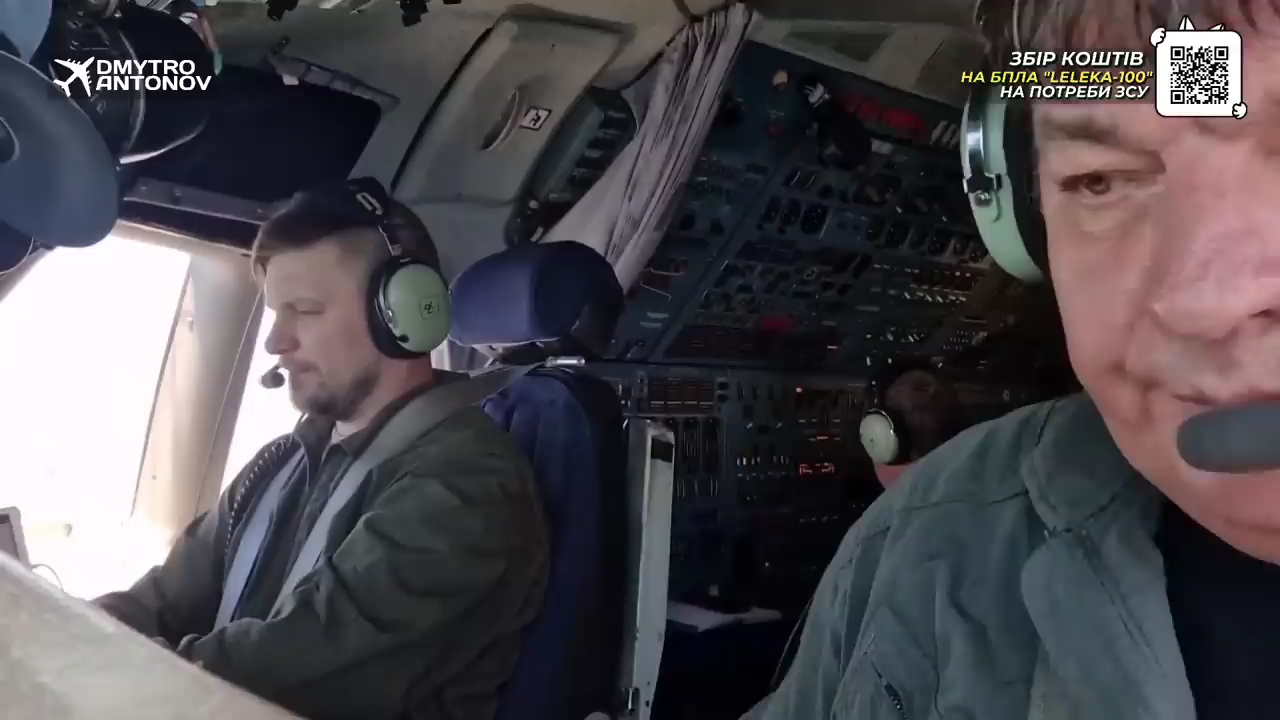 DMYTRO
ANTONOV
ЗБІР КОШТІВ
НА БПЛА "LELEKA-100"
НА ПОТРЕБИ ЗСУ